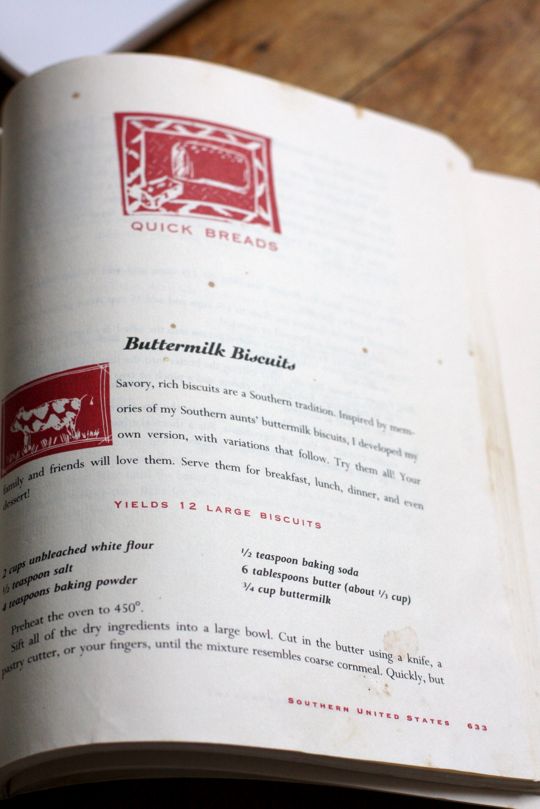 QUICK BREADS
Buttermilk Biscuits
Savory, rich biscuits are a Southern tradition. Inspired by mem-
ories of my Southern aunts' buttermilk biscuits, I developed my
own version, with variations that follow. Try them all! Your
family and friends will love them. Serve them for breakfast, lunch, dinner, and even
dessert!
YIELDS 12 LARGE BISCUITS
2 cups unbleached white flour
½ teaspoon salt
4 teaspoons baking powder
½ teaspoon baking soda
6 tablespoons butter (about ⅓ cup)
¾ cup buttermilk
Preheat the oven to 450°.
Sift all of the dry ingredients into a large bowl. Cut in the butter using a knife, a
pastry cutter, or your fingers, until the mixture resembles coarse cornmeal. Quickly, but
SOUTHERN UNITED STATES 633